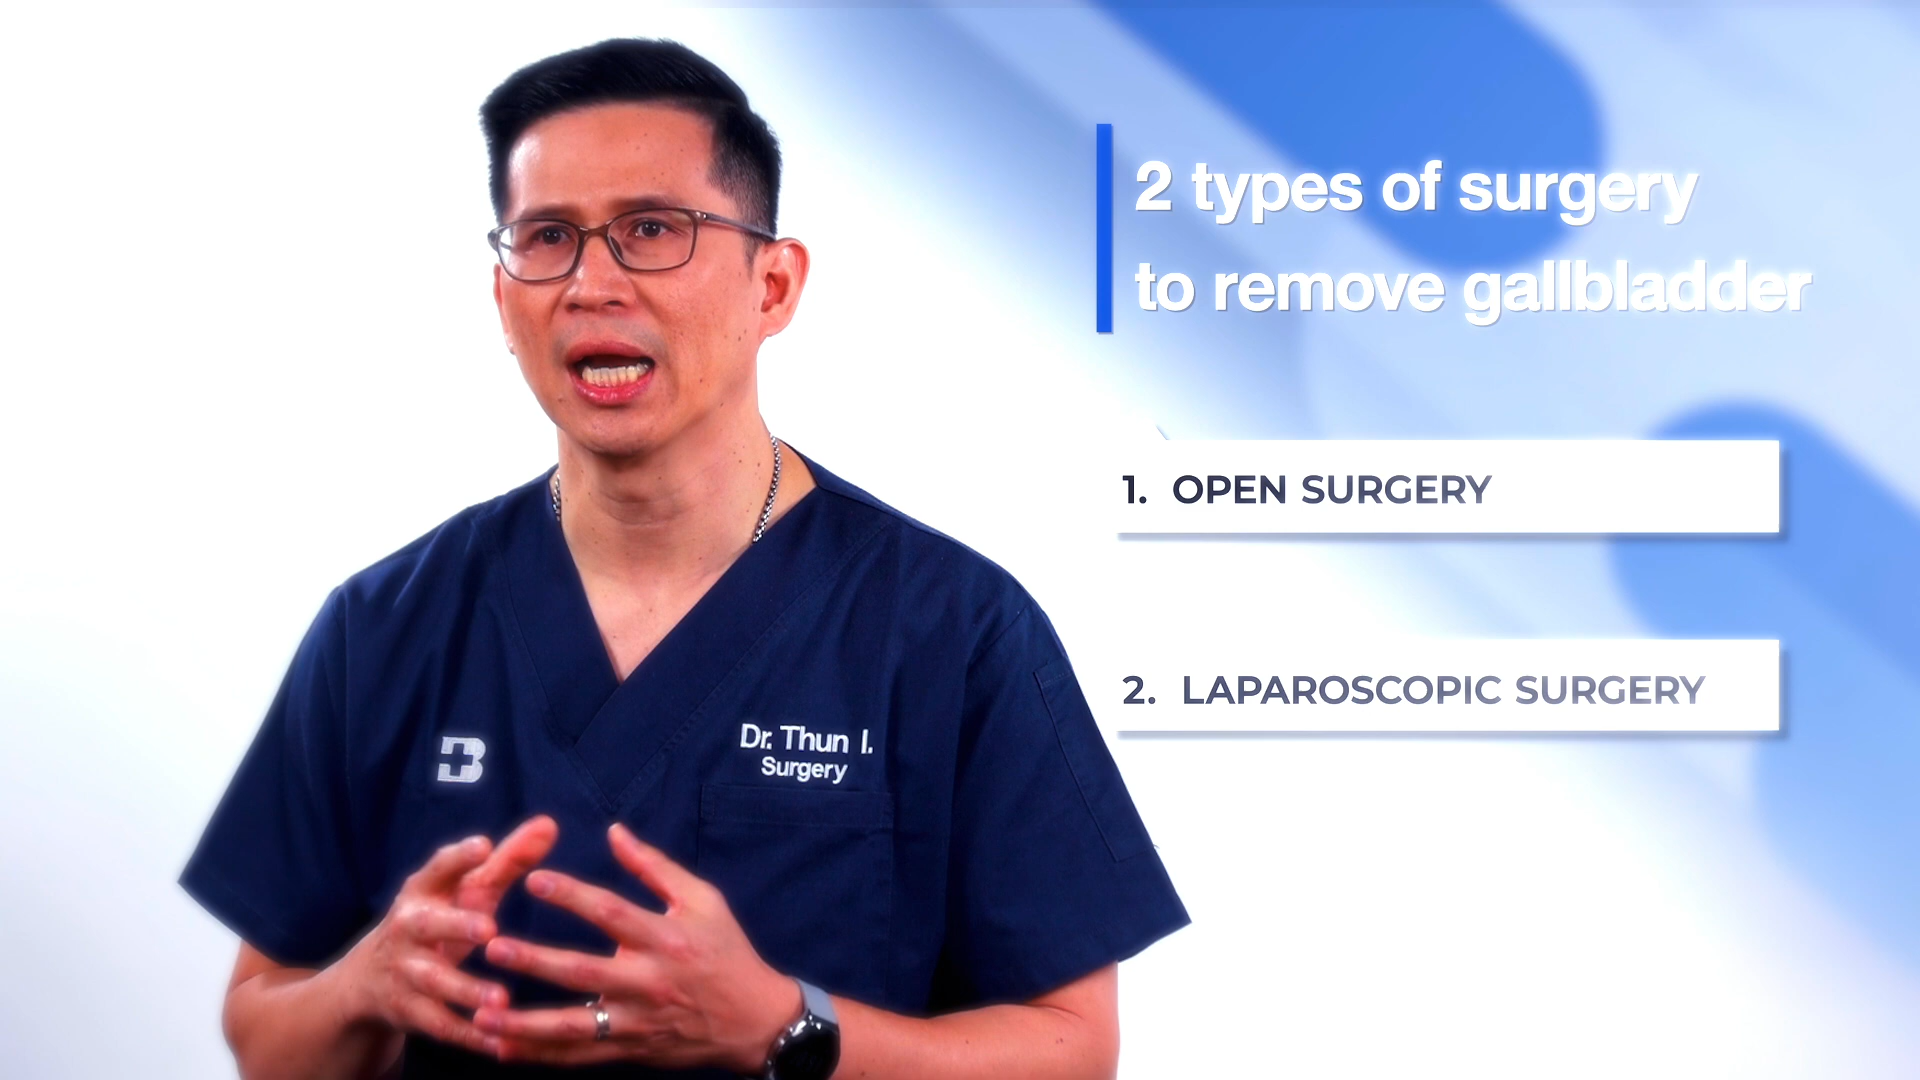 2 types of surgery
to remove gallbladder
1. OPEN SURGERY
2. LAPAROSCOPIC SURGERY
Dr. Thun I.
Surgery
B